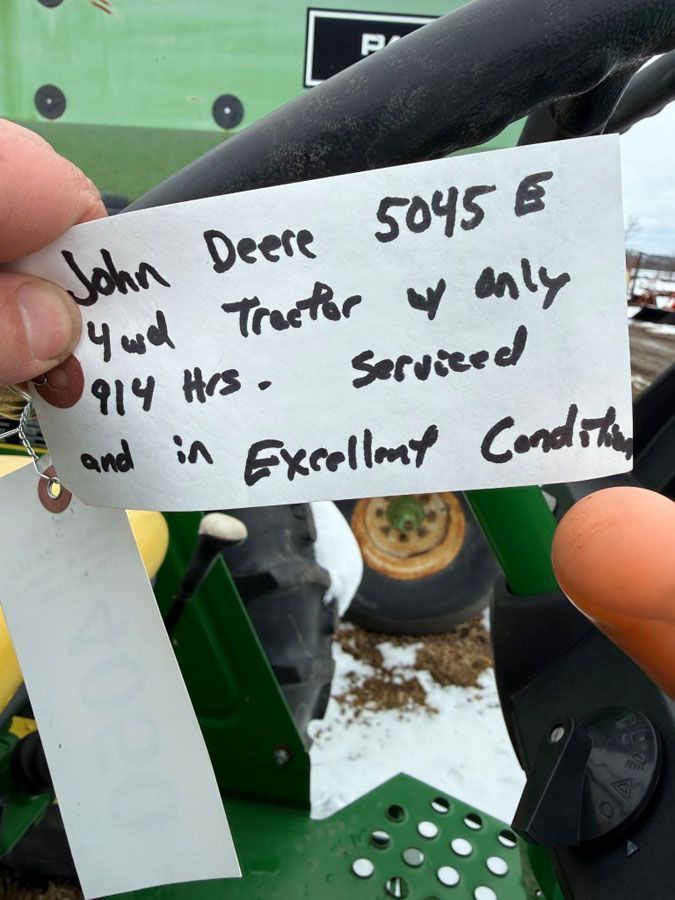 John Deere 5045 E
4wd Tractor w/ only
914 Hrs. Serviced
and in Excellent Condition